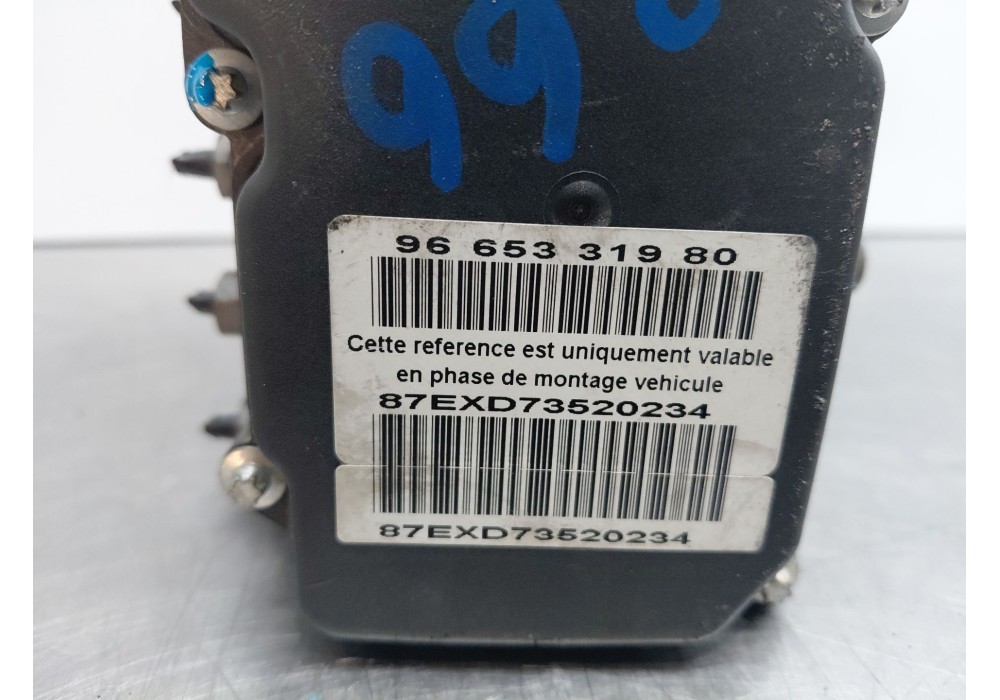 96 653 319 80
Cette reference est uniquement valable
en phase de montage vehicule
87EXD73520234
87EXD73520234